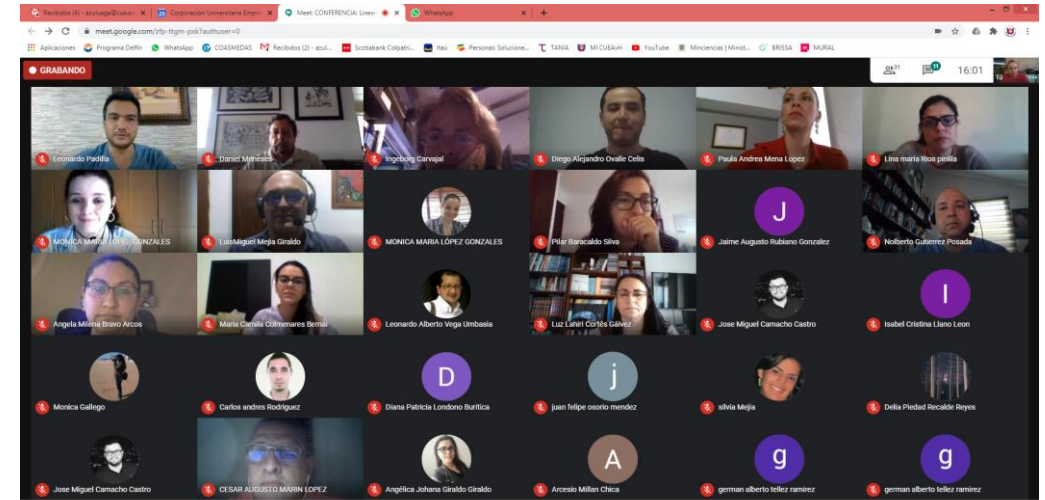 Recibidos (4) - azuluega@cue.e
Corporación Universitaria Empre
Meet: CONFERENCIA: Línea
WhatsApp
meet.google.com/zfp-ttgm-pxk?authuser=0
Aplicaciones
Programa Delfin
WhatsApp
COASMEDAS
Recibidos (2) - azul...
Scotiabank Colpatri...
Itaú
Personas: Solucione...
TANIA
MI CUEAvH
YouTube
Minciencias | Minist...
BRISSA
MURAL
GRABANDO
31
11
16:01
Leonardo Padilla
Daniel Meneses
Ingeborg Carvajal
Diego Alejandro Ovalle Celis
Paula Andrea Mena Lopez
Lina maria Rios pinilla
MONICA MARIA LÓPEZ GONZALES
LuisMiguel Mejia Giraldo
MONICA MARIA LÓPEZ GONZALES
Pilar Baracaldo Silva
J
Jaime Augusto Rubiano Gonzalez
Nolberto Gutierrez Posada
Angela Milena Bravo Arcos
Maria Camila Colmenares Bernal
Leonardo Alberto Vega Umbasia
Luz Lahiri Cortés Gálvez
Jose Miguel Camacho Castro
I
Isabel Cristina Llano Leon
Monica Gallego
Carlos andres Rodriguez
D
Diana Patricia Londono Buritica
j
juan felipe osorio mendez
silvia Mejia
Delia Piedad Recalde Reyes
Jose Miguel Camacho Castro
CESAR AUGUSTO MARIN LOPEZ
Angélica Johana Giraldo Giraldo
A
Arcesio Millan Chica
g
german alberto tellez ramirez
g
german alberto tellez ramirez